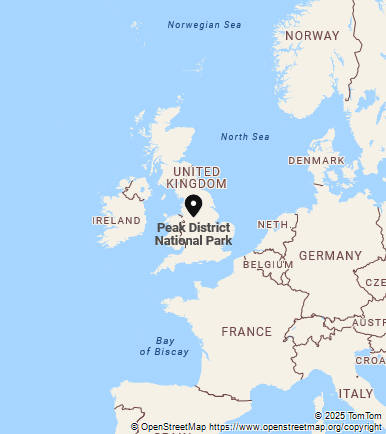 Norwegian Sea
NORWAY
North Sea
DENMARK
UNITED
KINGDOM
IRELAND
Peak District
National Park
NETH.
BELGIUM
GERMANY
CZE
FRANCE
AUSTR
Bay
of Biscay
CROA
ITALY
© 2025 TomTom
© OpenStreetMap https://www.openstreetmap.org/copyright